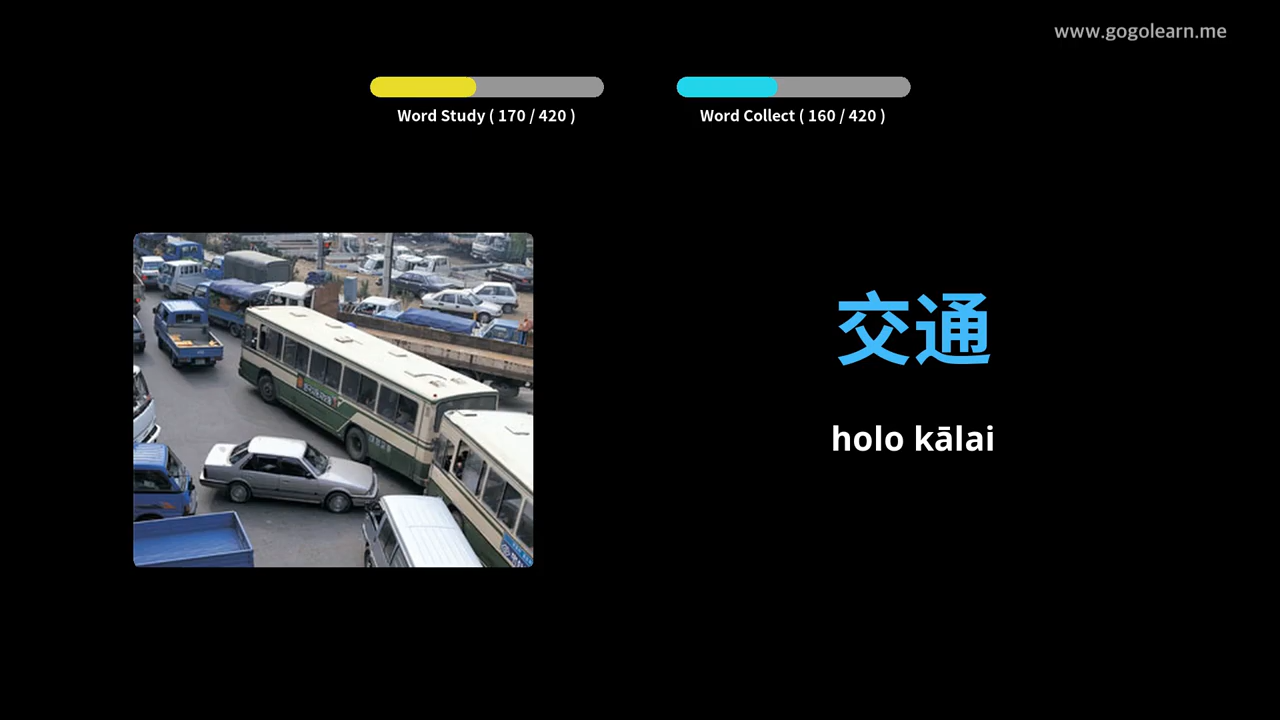 www.gogolearn.me
Word Study ( 170 / 420 )
Word Collect ( 160 / 420 )
交通
holo kālai